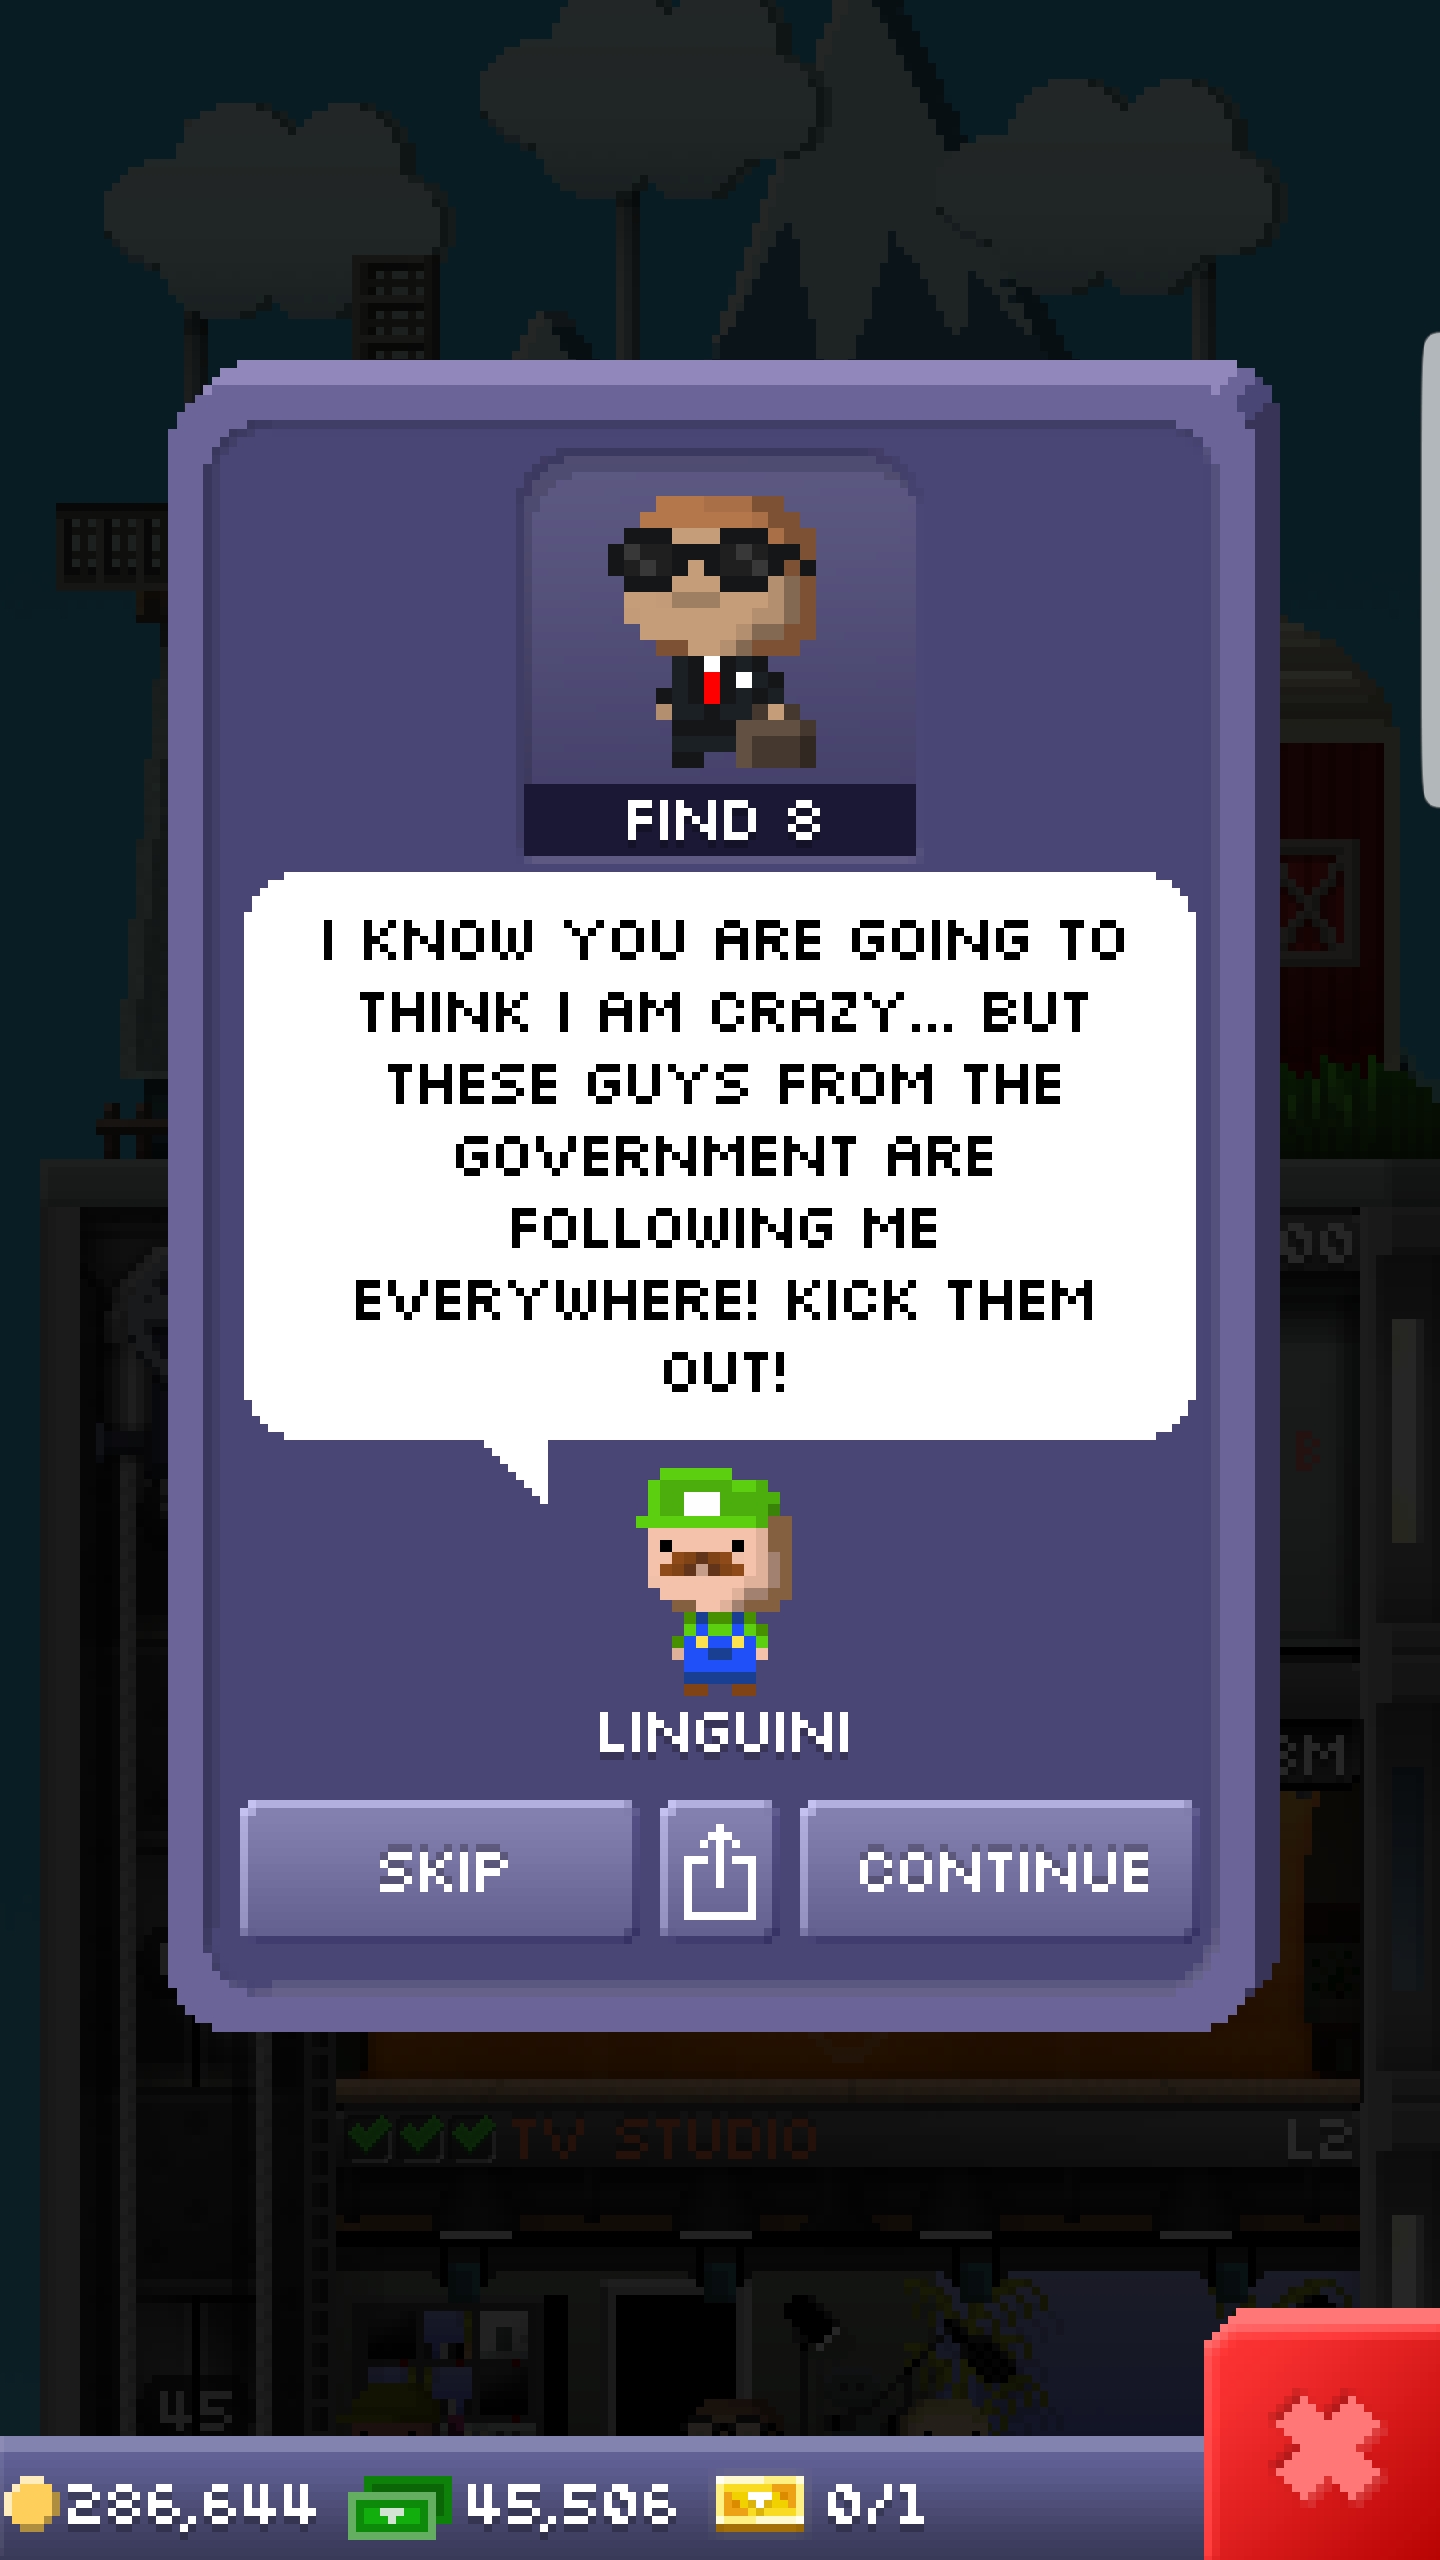 FIND 8
I KNOW YOU ARE GOING TO
THINK I AM CRAZY... BUT
THESE GUYS FROM THE
GOVERNMENT ARE
FOLLOWING ME
EVERYWHERE! KICK THEM
OUT!
LINGUINI
SKIP
CONTINUE
TV STUDIO
L2
45
286,644
45,506
0/1